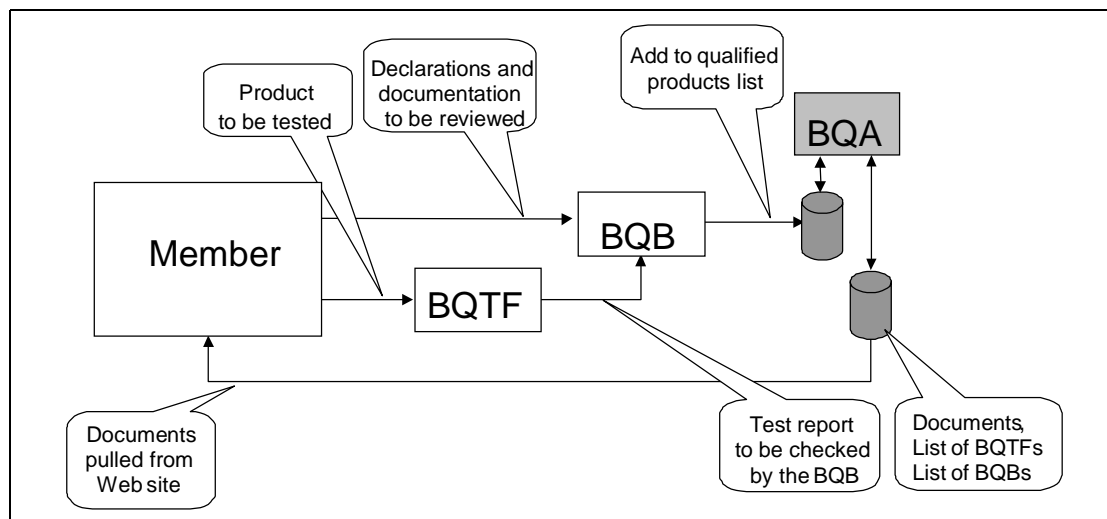 Product
to be tested
Declarations and
documentation
to be reviewed
Add to qualified
products list
BQA
Member
BQB
BQTF
Documents
pulled from
Web site
Test report
to be checked
by the BQB
Documents,
List of BQTFs
List of BQBs